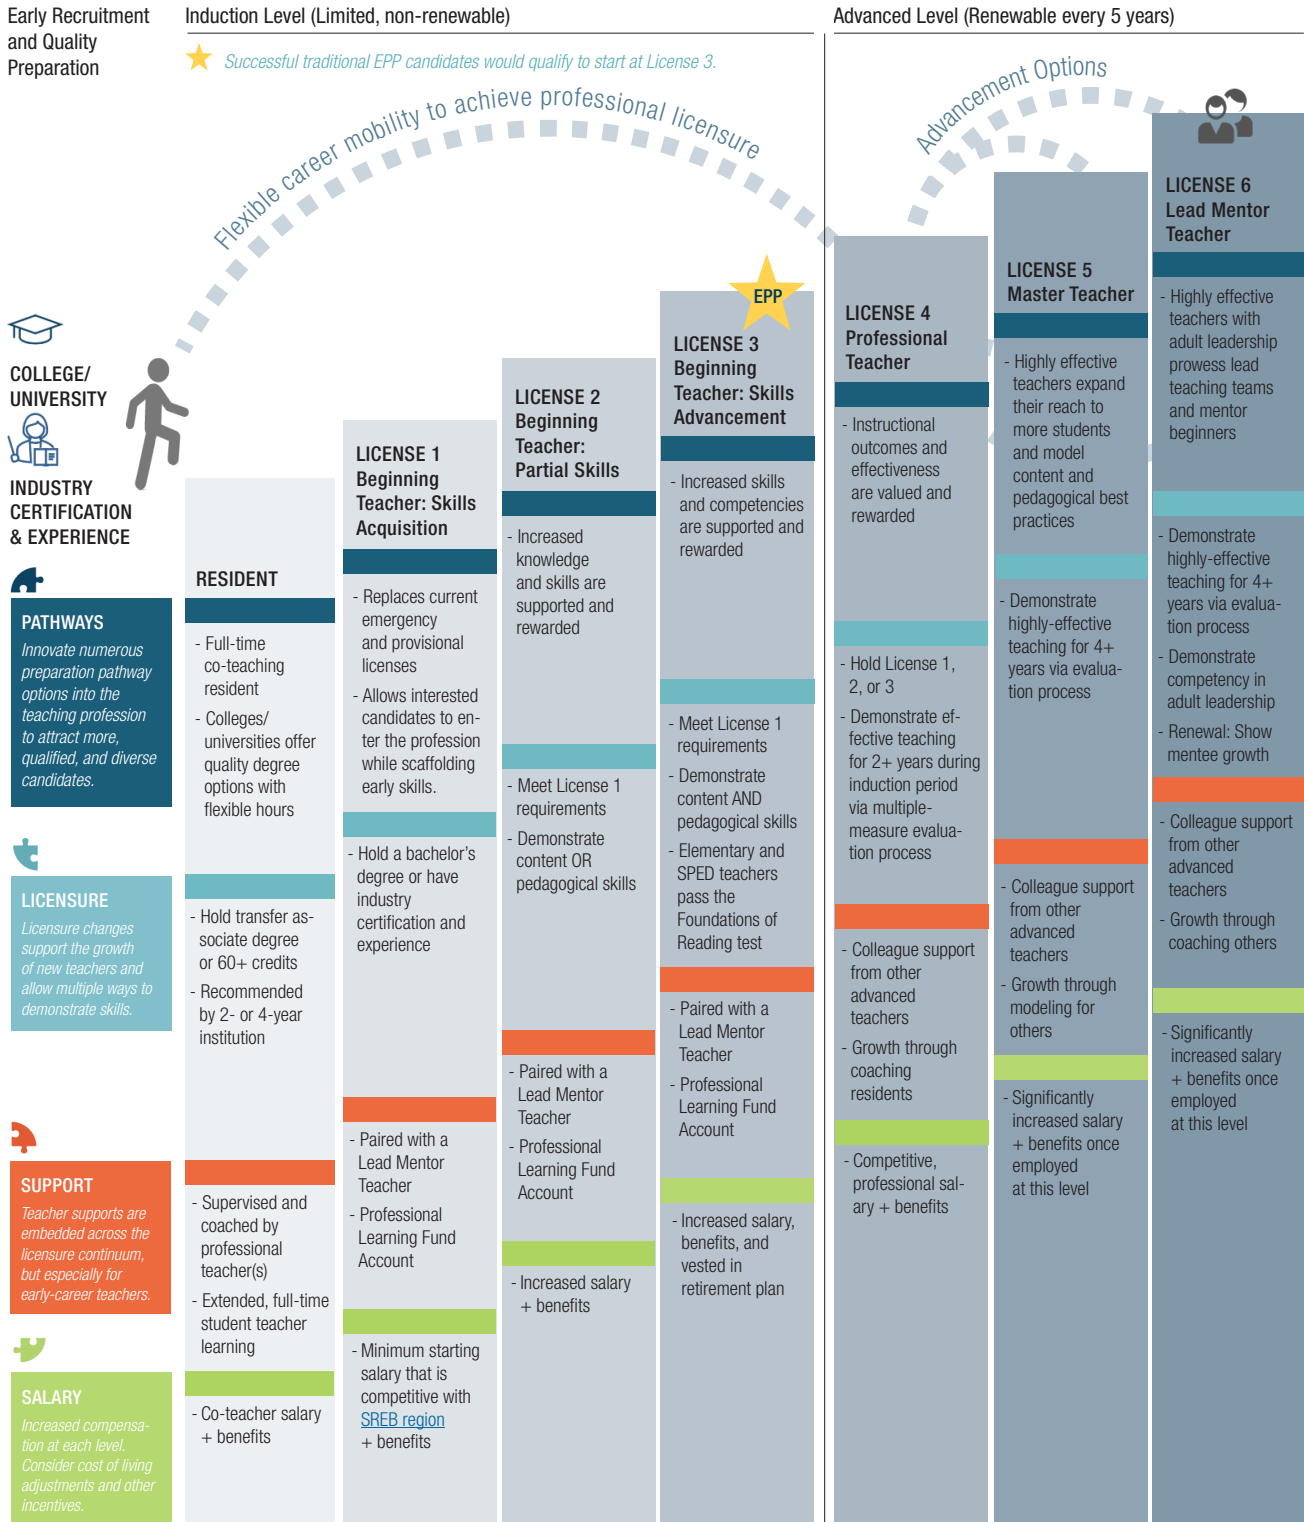 Early Recruitment
and Quality
Preparation
Induction Level (Limited, non-renewable)
Advanced Level (Renewable every 5 years)
Successful traditional EPP candidates would qualify to start at License 3.
Flexible career mobility to achieve professional licensure
Advancement Options
COLLEGE/
UNIVERSITY
INDUSTRY
CERTIFICATION
& EXPERIENCE
PATHWAYS
Innovate numerous
preparation pathway
options into the
teaching profession
to attract more,
qualified, and diverse
candidates.
LICENSURE
Licensure changes
support the growth
of new teachers and
allow multiple ways to
demonstrate skills.
SUPPORT
Teacher supports are
embedded across the
licensure continuum,
but especially for
early-career teachers.
SALARY
Increased compensa-
tion at each level.
Consider cost of living
adjustments and other
incentives.
RESIDENT
- Full-time
co-teaching
resident
- Colleges/
universities offer
quality degree
options with
flexible hours
- Hold transfer as-
sociate degree
or 60+ credits
- Recommended
by 2- or 4-year
institution
- Supervised and
coached by
professional
teacher(s)
- Extended, full-time
student teacher
learning
- Co-teacher salary
+ benefits
LICENSE 1
Beginning
Teacher: Skills
Acquisition
- Replaces current
emergency
and provisional
licenses
- Allows interested
candidates to en-
ter the profession
while scaffolding
early skills.
- Hold a bachelor's
degree or have
industry
certification and
experience
- Paired with a
Lead Mentor
Teacher
- Professional
Learning Fund
Account
- Minimum starting
salary that is
competitive with
SREB region
+ benefits
LICENSE 2
Beginning
Teacher:
Partial Skills
- Increased
knowledge
and skills are
supported and
rewarded
- Meet License 1
requirements
- Demonstrate
content OR
pedagogical skills
- Paired with a
Lead Mentor
Teacher
- Professional
Learning Fund
Account
- Increased salary
+ benefits
EPP
LICENSE 3
Beginning
Teacher: Skills
Advancement
- Increased skills
and competencies
are supported and
rewarded
- Meet License 1
requirements
- Demonstrate
content AND
pedagogical skills
- Elementary and
SPED teachers
pass the
Foundations of
Reading test
- Paired with a
Lead Mentor
Teacher
- Professional
Learning Fund
Account
- Increased salary,
benefits, and
vested in
retirement plan
LICENSE 4
Professional
Teacher
- Instructional
outcomes and
effectiveness
are valued and
rewarded
- Hold License 1,
2, or 3
- Demonstrate ef-
fective teaching
for 2+ years during
induction period
via multiple-
measure evalua-
tion process
- Colleague support
from other
advanced
teachers
- Growth through
coaching
residents
- Competitive,
professional sal-
ary + benefits
LICENSE 5
Master Teacher
- Highly effective
teachers expand
their reach to
more students
and model
content and
pedagogical best
practices
- Demonstrate
highly-effective
teaching for 4+
years via evalua-
tion process
- Colleague support
from other
advanced
teachers
- Growth through
modeling for
others
- Significantly
increased salary
+ benefits once
employed
at this level
LICENSE 6
Lead Mentor
Teacher
- Highly effective
teachers with
adult leadership
prowess lead
teaching teams
and mentor
beginners
- Demonstrate
highly-effective
teaching for 4+
years via evalua-
tion process
- Demonstrate
competency in
adult leadership
- Renewal: Show
mentee growth
- Colleague support
from other
advanced
teachers
- Growth through
coaching others
- Significantly
increased salary
+ benefits once
employed
at this level